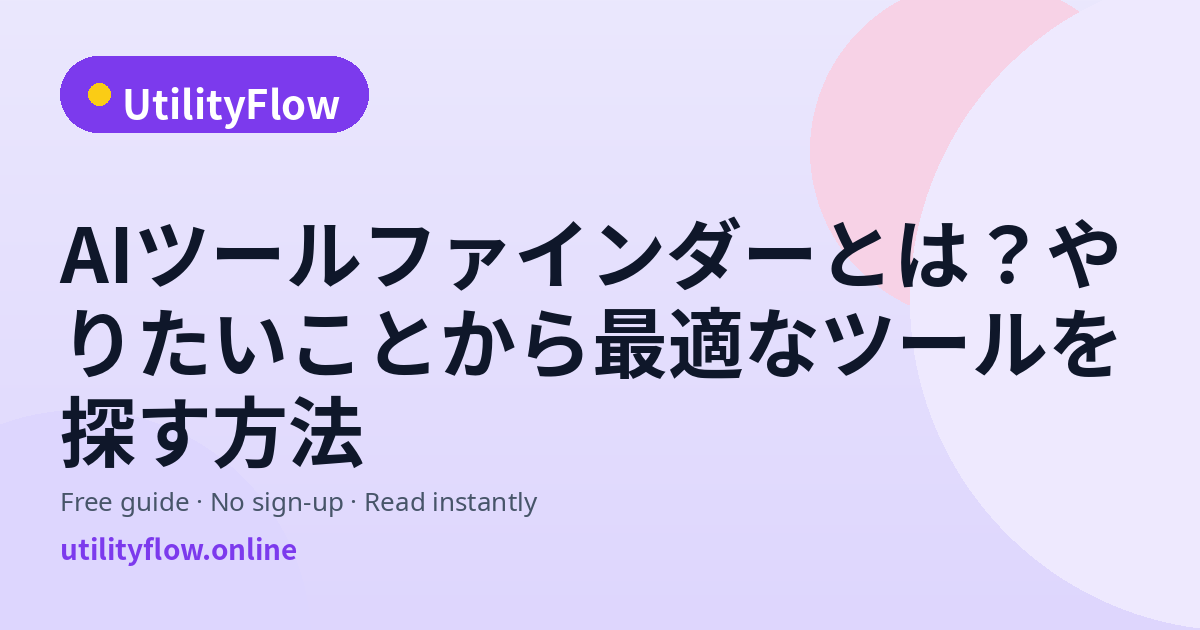 UtilityFlow
AIツールファインダーとは？や
りたいことから最適なツールを
探す方法
Free guide · No sign-up · Read instantly
utilityflow.online